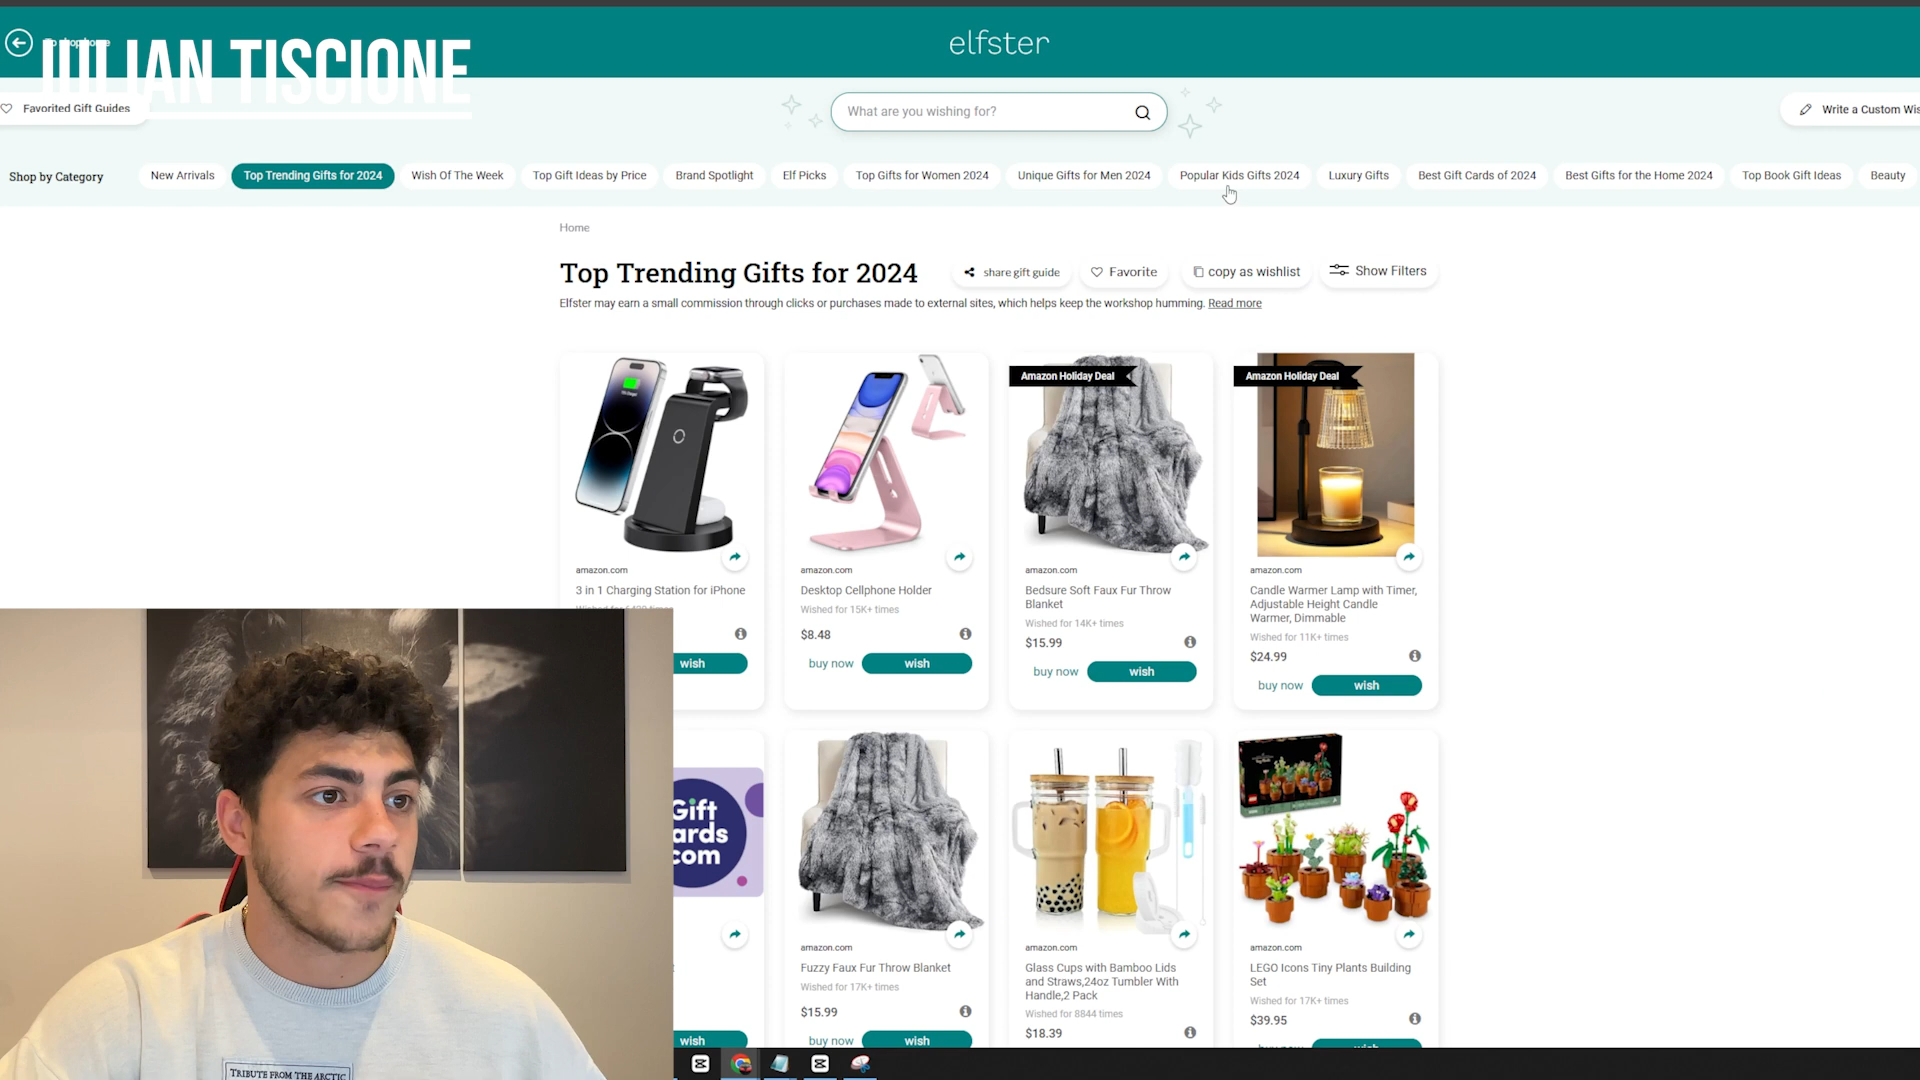 elfster
JULIAN TISCIONE
Favorited Gift Guides
What are you wishing for?
Write a Custom Wis
Shop by Category
New Arrivals
Top Trending Gifts for 2024
Wish Of The Week
Top Gift Ideas by Price
Brand Spotlight
Elf Picks
Top Gifts for Women 2024
Unique Gifts for Men 2024
Popular Kids Gifts 2024
Luxury Gifts
Best Gift Cards of 2024
Best Gifts for the Home 2024
Top Book Gift Ideas
Beauty
Home
Top Trending Gifts for 2024
share gift guide
Favorite
copy as wishlist
Show Filters
Elfster may earn a small commission through clicks or purchases made to external sites, which helps keep the workshop humming. Read more
amazon.com
3 in 1 Charging Station for iPhone
wish
amazon.com
Desktop Cellphone Holder
Wished for 15K+ times
$8.48
buy now
wish
Amazon Holiday Deal
amazon.com
Bedsure Soft Faux Fur Throw
Blanket
Wished for 14K+ times
$15.99
buy now
wish
Amazon Holiday Deal
amazon.com
Candle Warmer Lamp with Timer,
Adjustable Height Candle
Warmer, Dimmable
Wished for 11K+ times
$24.99
buy now
wish
Gift
ards
com
wish
amazon.com
Fuzzy Faux Fur Throw Blanket
Wished for 17K+ times
$15.99
buy now
wish
amazon.com
Glass Cups with Bamboo Lids
and Straws,24oz Tumbler With
Handle,2 Pack
Wished for 8844 times
$18.39
amazon.com
LEGO Icons Tiny Plants Building
Set
Wished for 17K+ times
$39.95
TRIBUTE FROM THE ARCTIC